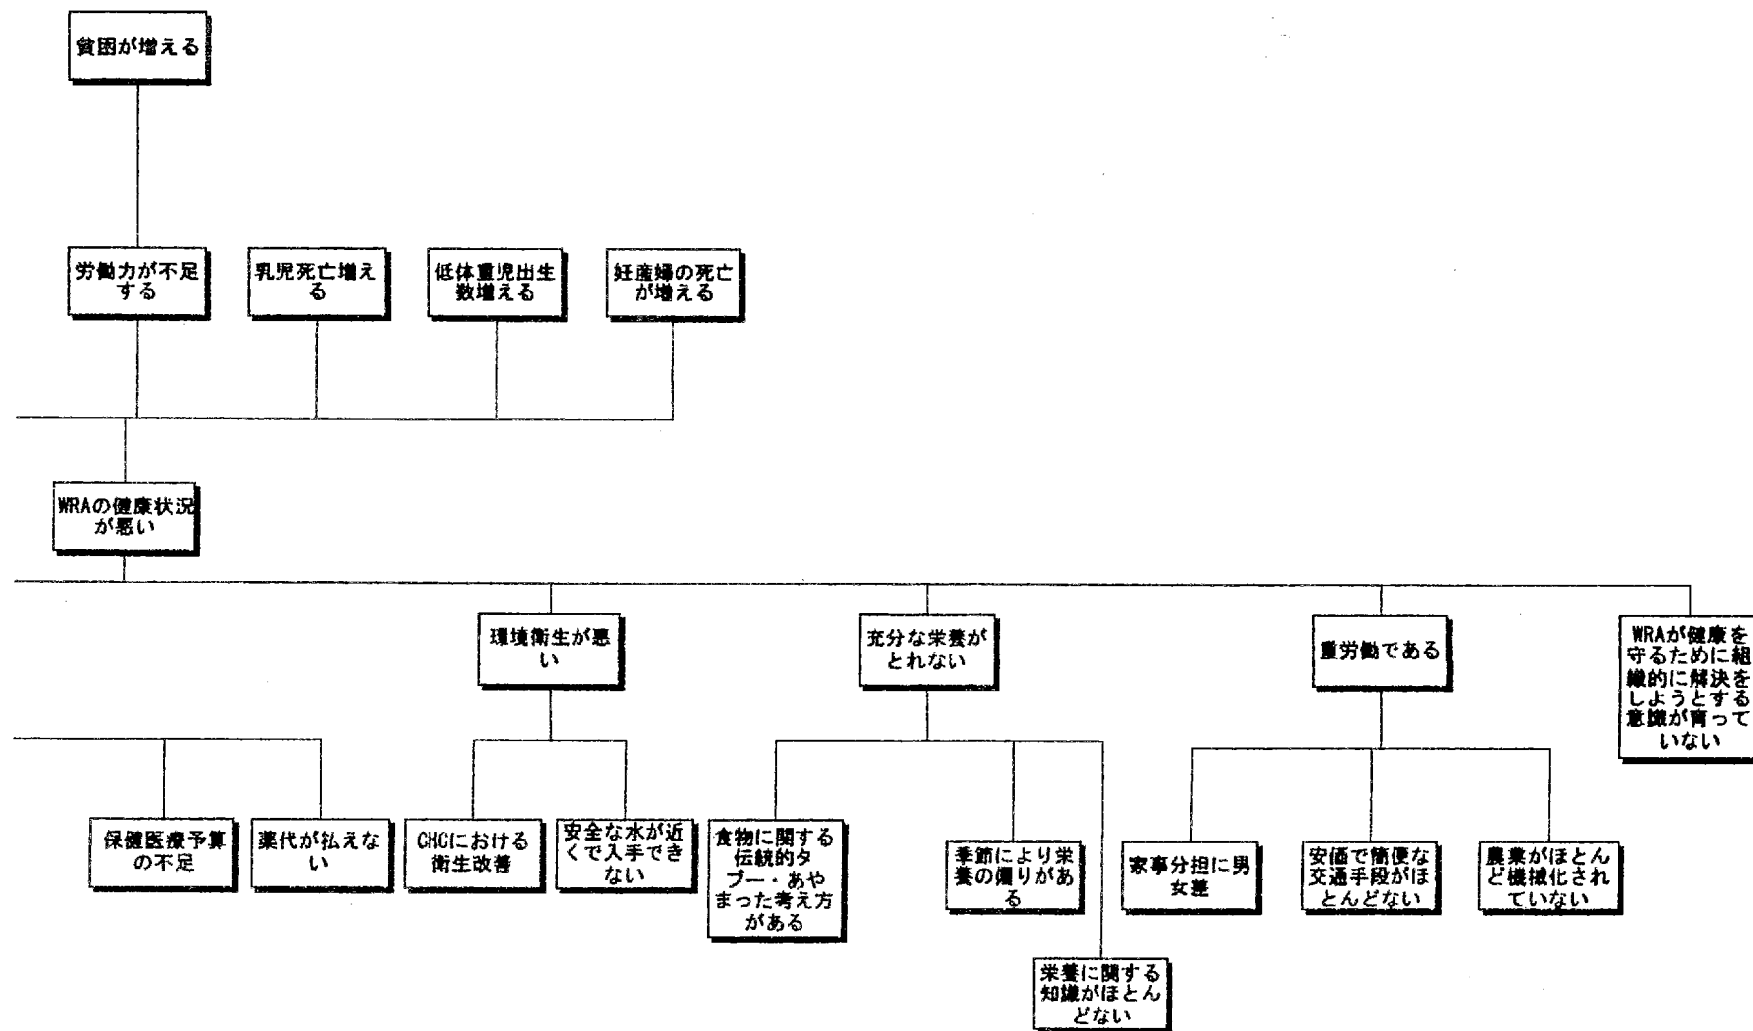 貧困が増える
労働力が不足
する
乳児死亡増え
る
低体重児出生
数増える
妊産婦の死亡
が増える
WRAの健康状況
が悪い
環境衛生が悪
い
充分な栄養が
とれない
重労働である
WRAが健康を
守るために組
織的に解決を
しようとする
意識が育って
いない
保健医療予算
の不足
薬代が払えな
い
CHCにおける
衛生改善
安全な水が近
くで入手でき
ない
食物に関する
伝統的タ
ブー・あや
まった考え方
がある
季節により栄
養の偏りがあ
る
栄養に関する
知識がほとん
どない
家事分担に男
女差
安価で簡便な
交通手段がほ
とんどない
農業がほとん
ど機械化され
ていない